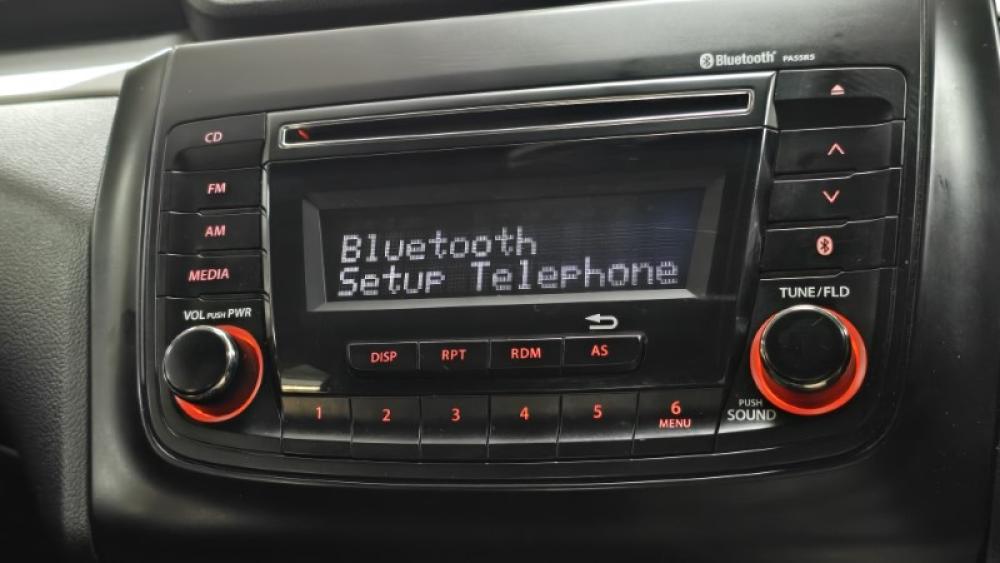 Bluetooth® PA55R5
CD
FM
AM
MEDIA
VOL PUSH PWR
Bluetooth
Setup Telephone
DISP RPT RDM AS
1 2 3 4 5 6
MENU
TUNE/FLD
PUSH
SOUND